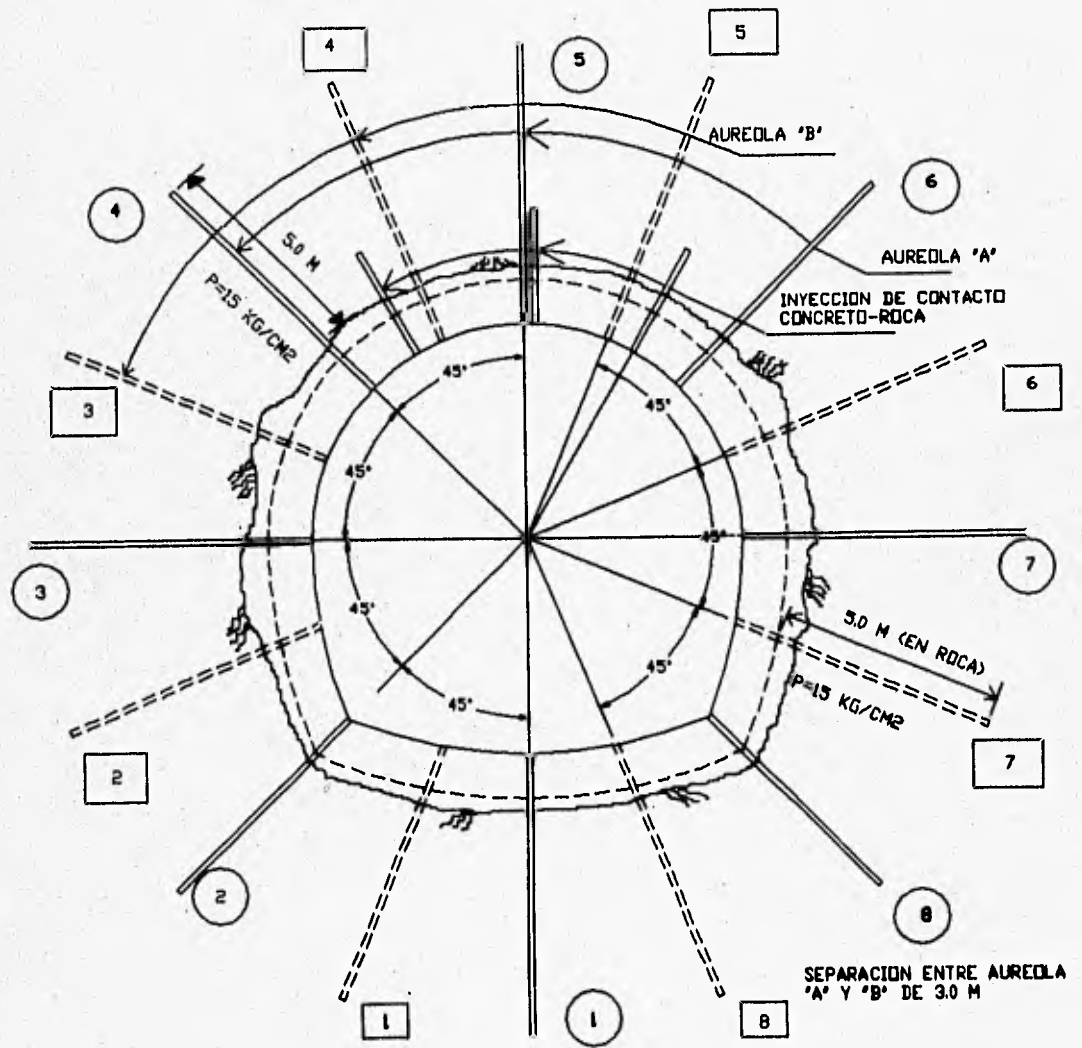 4
5
5
AUREOLA "B"
4
6
5.0 M
AUREOLA "A"
P=15 KG/CM2
INYECCION DE CONTACTO
CONCRETO-ROCA
3
6
45°
45°
45°
45°
3
7
45°
45°
5.0 M (EN ROCA)
P=15 KG/CM2
45°
45°
2
7
2
8
SEPARACION ENTRE AUREOLA
"A" Y "B" DE 3.0 M
1
1
8